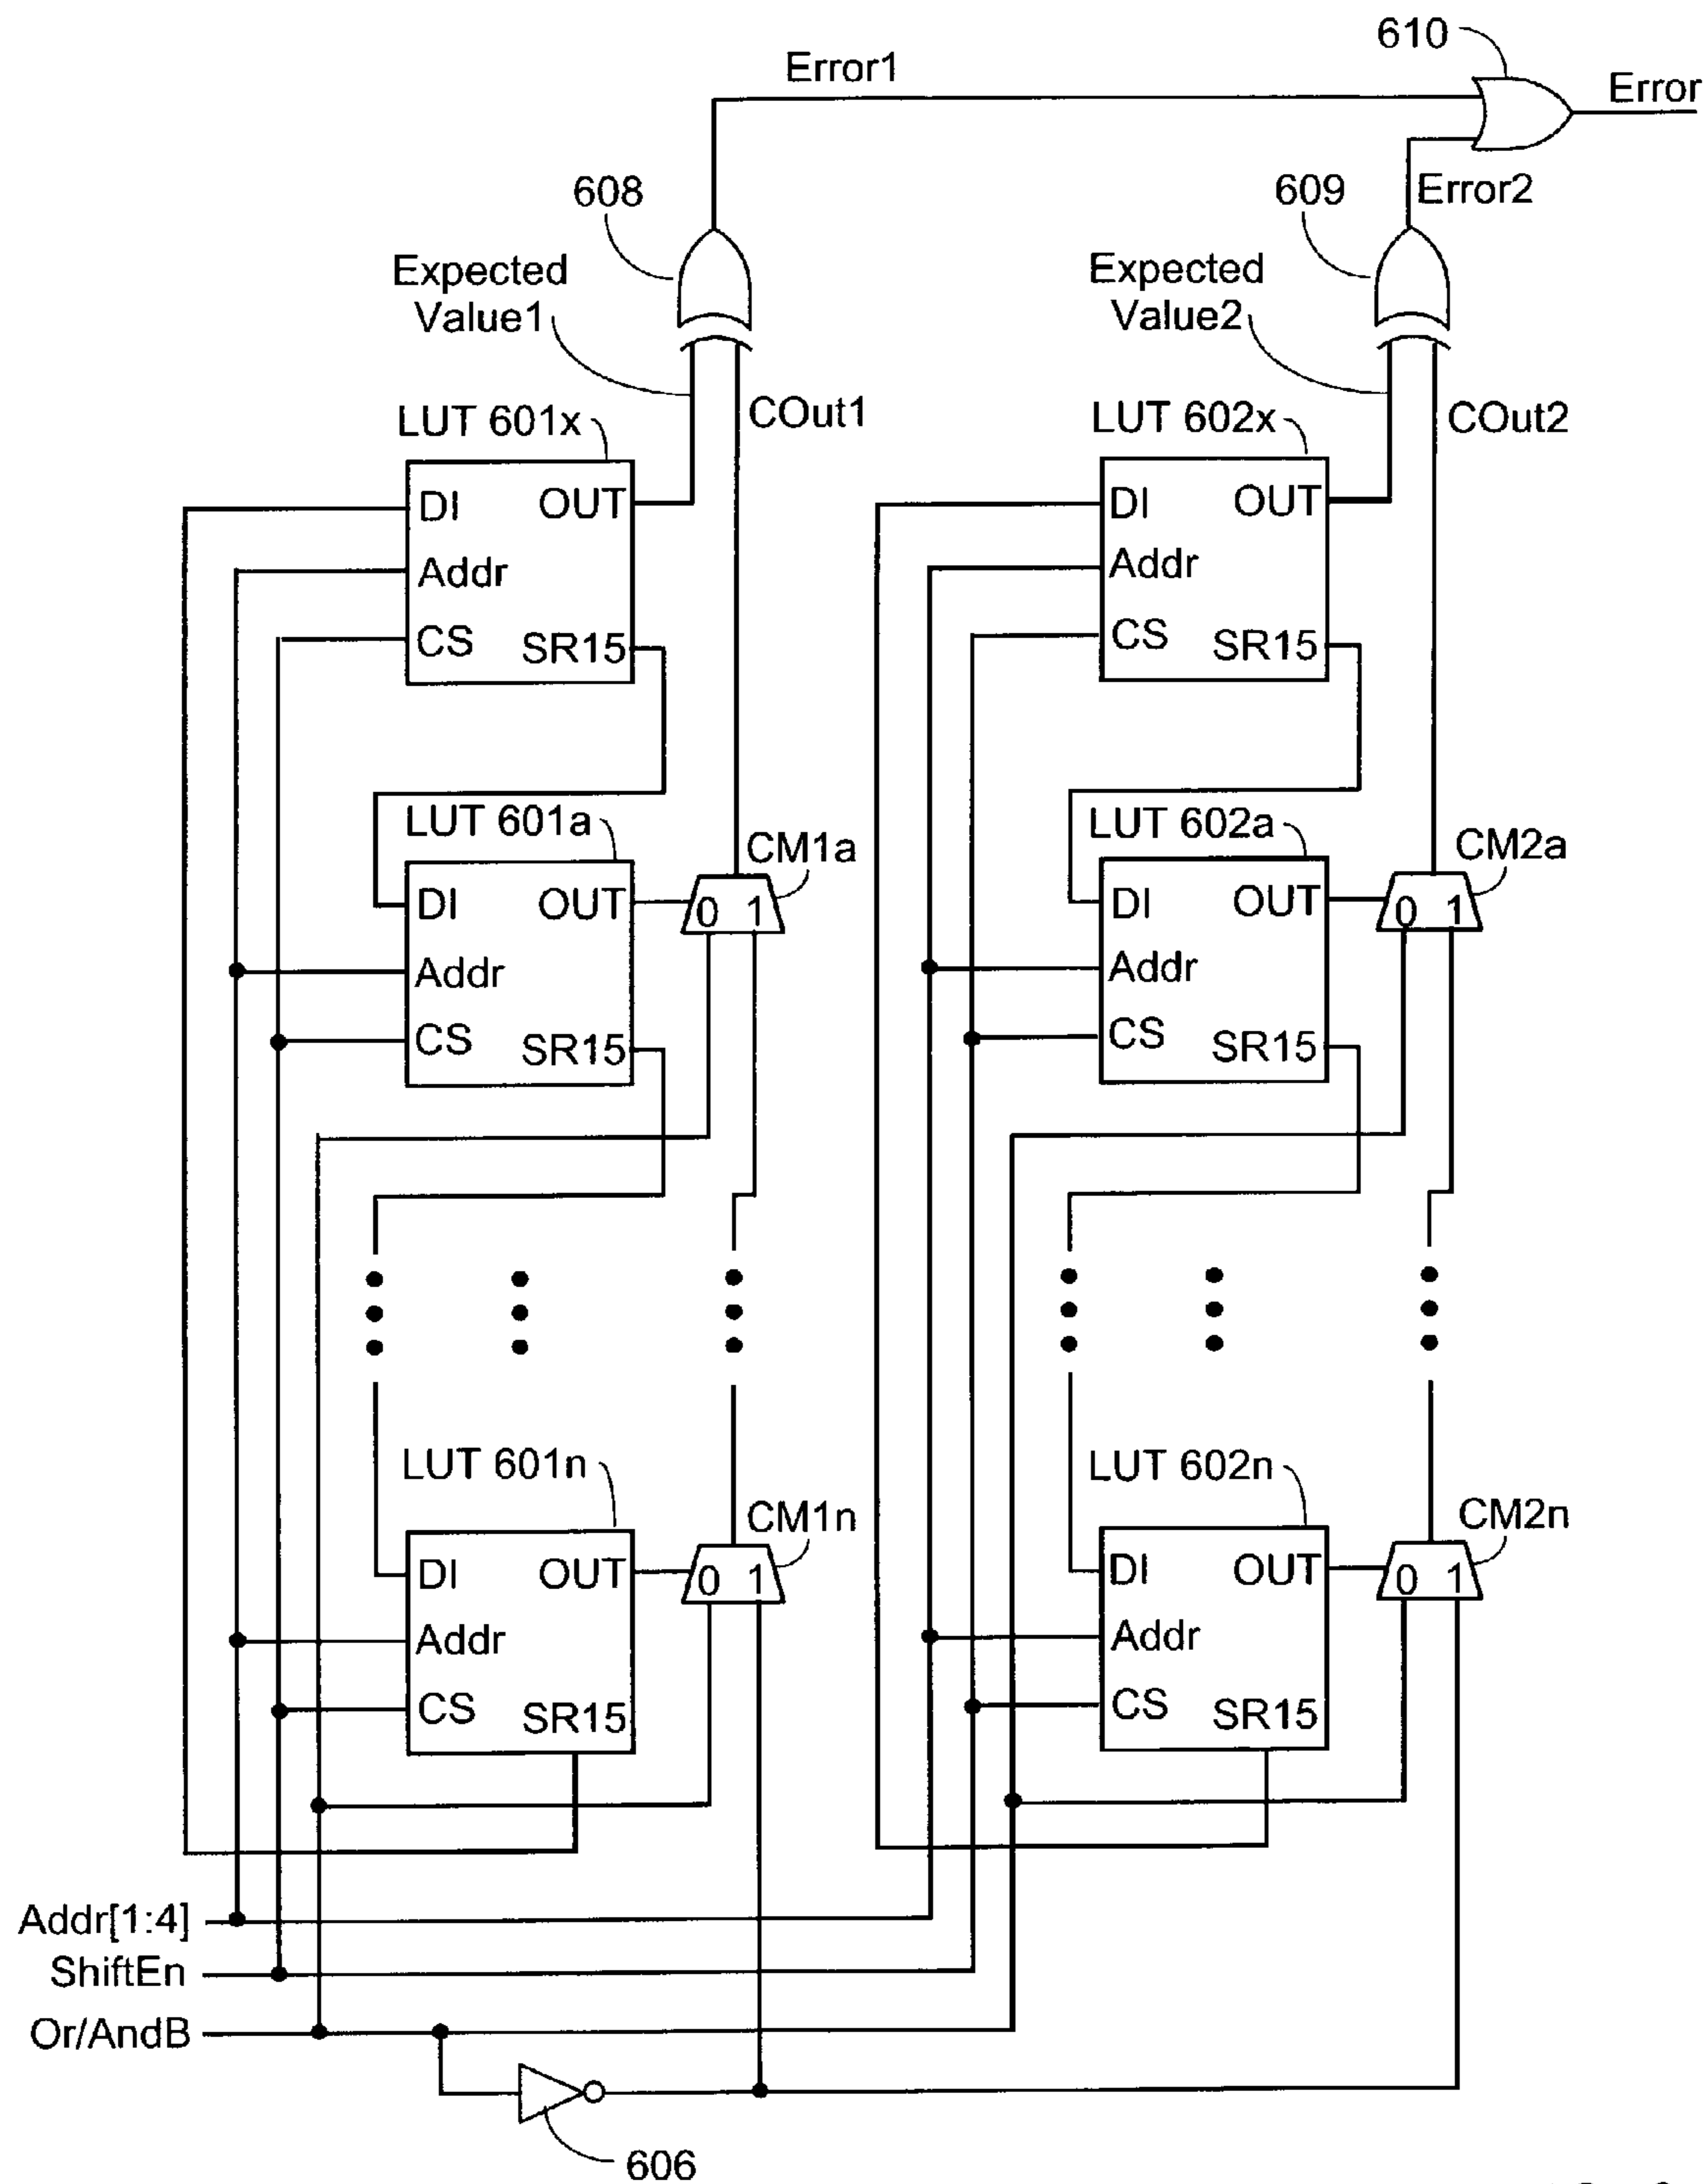 610
Error1
Error
608
609
Error2
Expected
Value1
Expected
Value2
COut1
COut2
LUT 601x
LUT 602x
DI OUT
Addr
CS SR15
DI OUT
Addr
CS SR15
LUT 601a
CM1a
LUT 602a
CM2a
DI OUT
0 1
Addr
CS SR15
DI OUT
0 1
Addr
CS SR15
LUT 601n
CM1n
LUT 602n
CM2n
DI OUT
0 1
Addr
CS SR15
DI OUT
0 1
Addr
CS SR15
Addr[1:4]
ShiftEn
Or/AndB
606